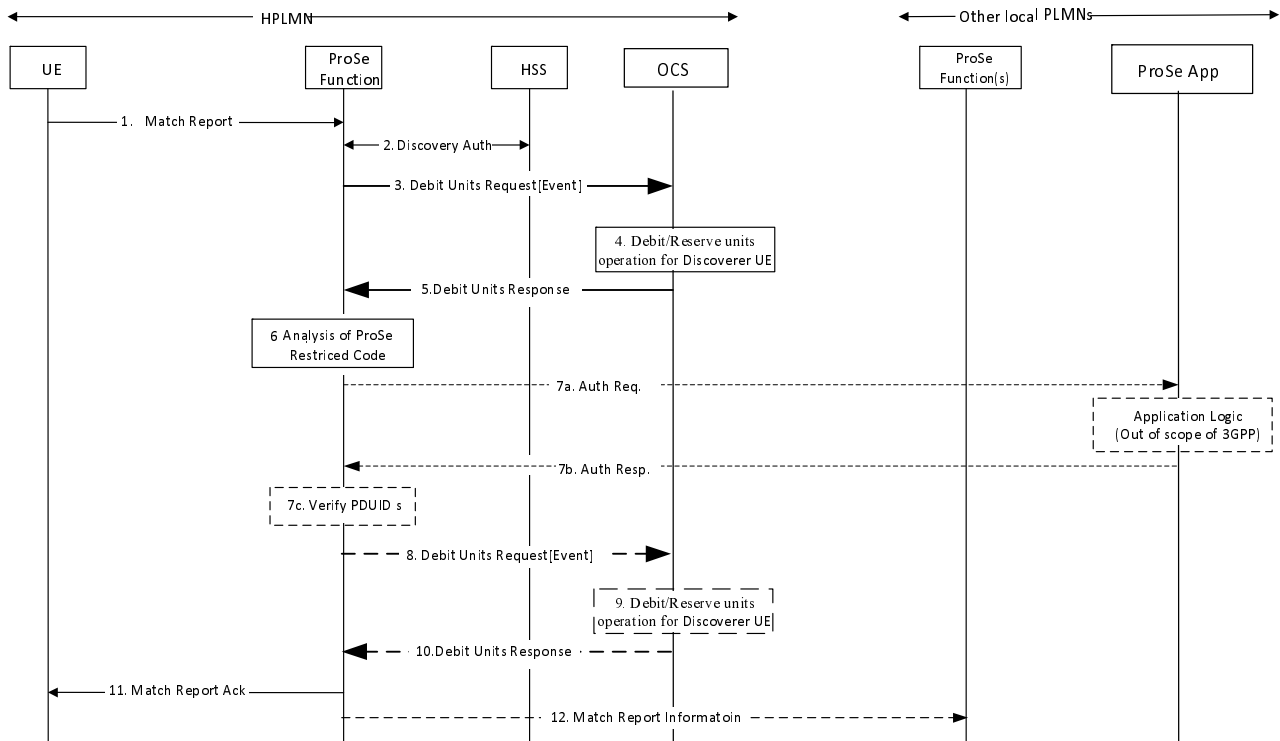 HPLMN
Other local PLMNs
UE
ProSe
Function
HSS
OCS
ProSe
Function(s)
ProSe App
1. Match Report
2. Discovery Auth
3. Debit Units Request[Event]
4. Debit/Reserve units
operation for Discoverer UE
5.Debit Units Response
6 Analysis of ProSe
Restriced Code
7a. Auth Req.
Application Logic
(Out of scope of 3GPP)
7b. Auth Resp.
7c. Verify PDUID s
8. Debit Units Request[Event]
9. Debit/Reserve units
operation for Discoverer UE
10.Debit Units Response
11. Match Report Ack
12. Match Report Informatoin